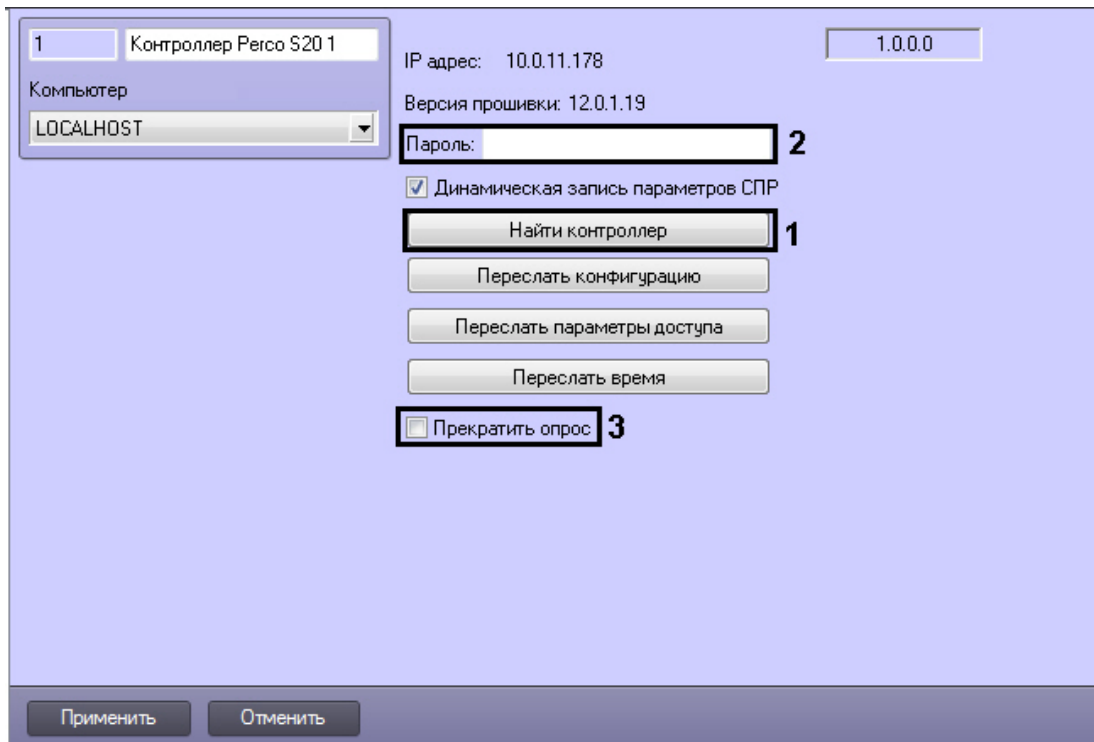 1
Контроллер Perco S20 1
Компьютер
LOCALHOST
1.0.0.0
IP адрес: 10.0.11.178
Версия прошивки: 12.0.1.19
Пароль:
2
Динамическая запись параметров СПР
Найти контроллер
1
Переслать конфигурацию
Переслать параметры доступа
Переслать время
Прекратить опрос
3
Применить
Отменить